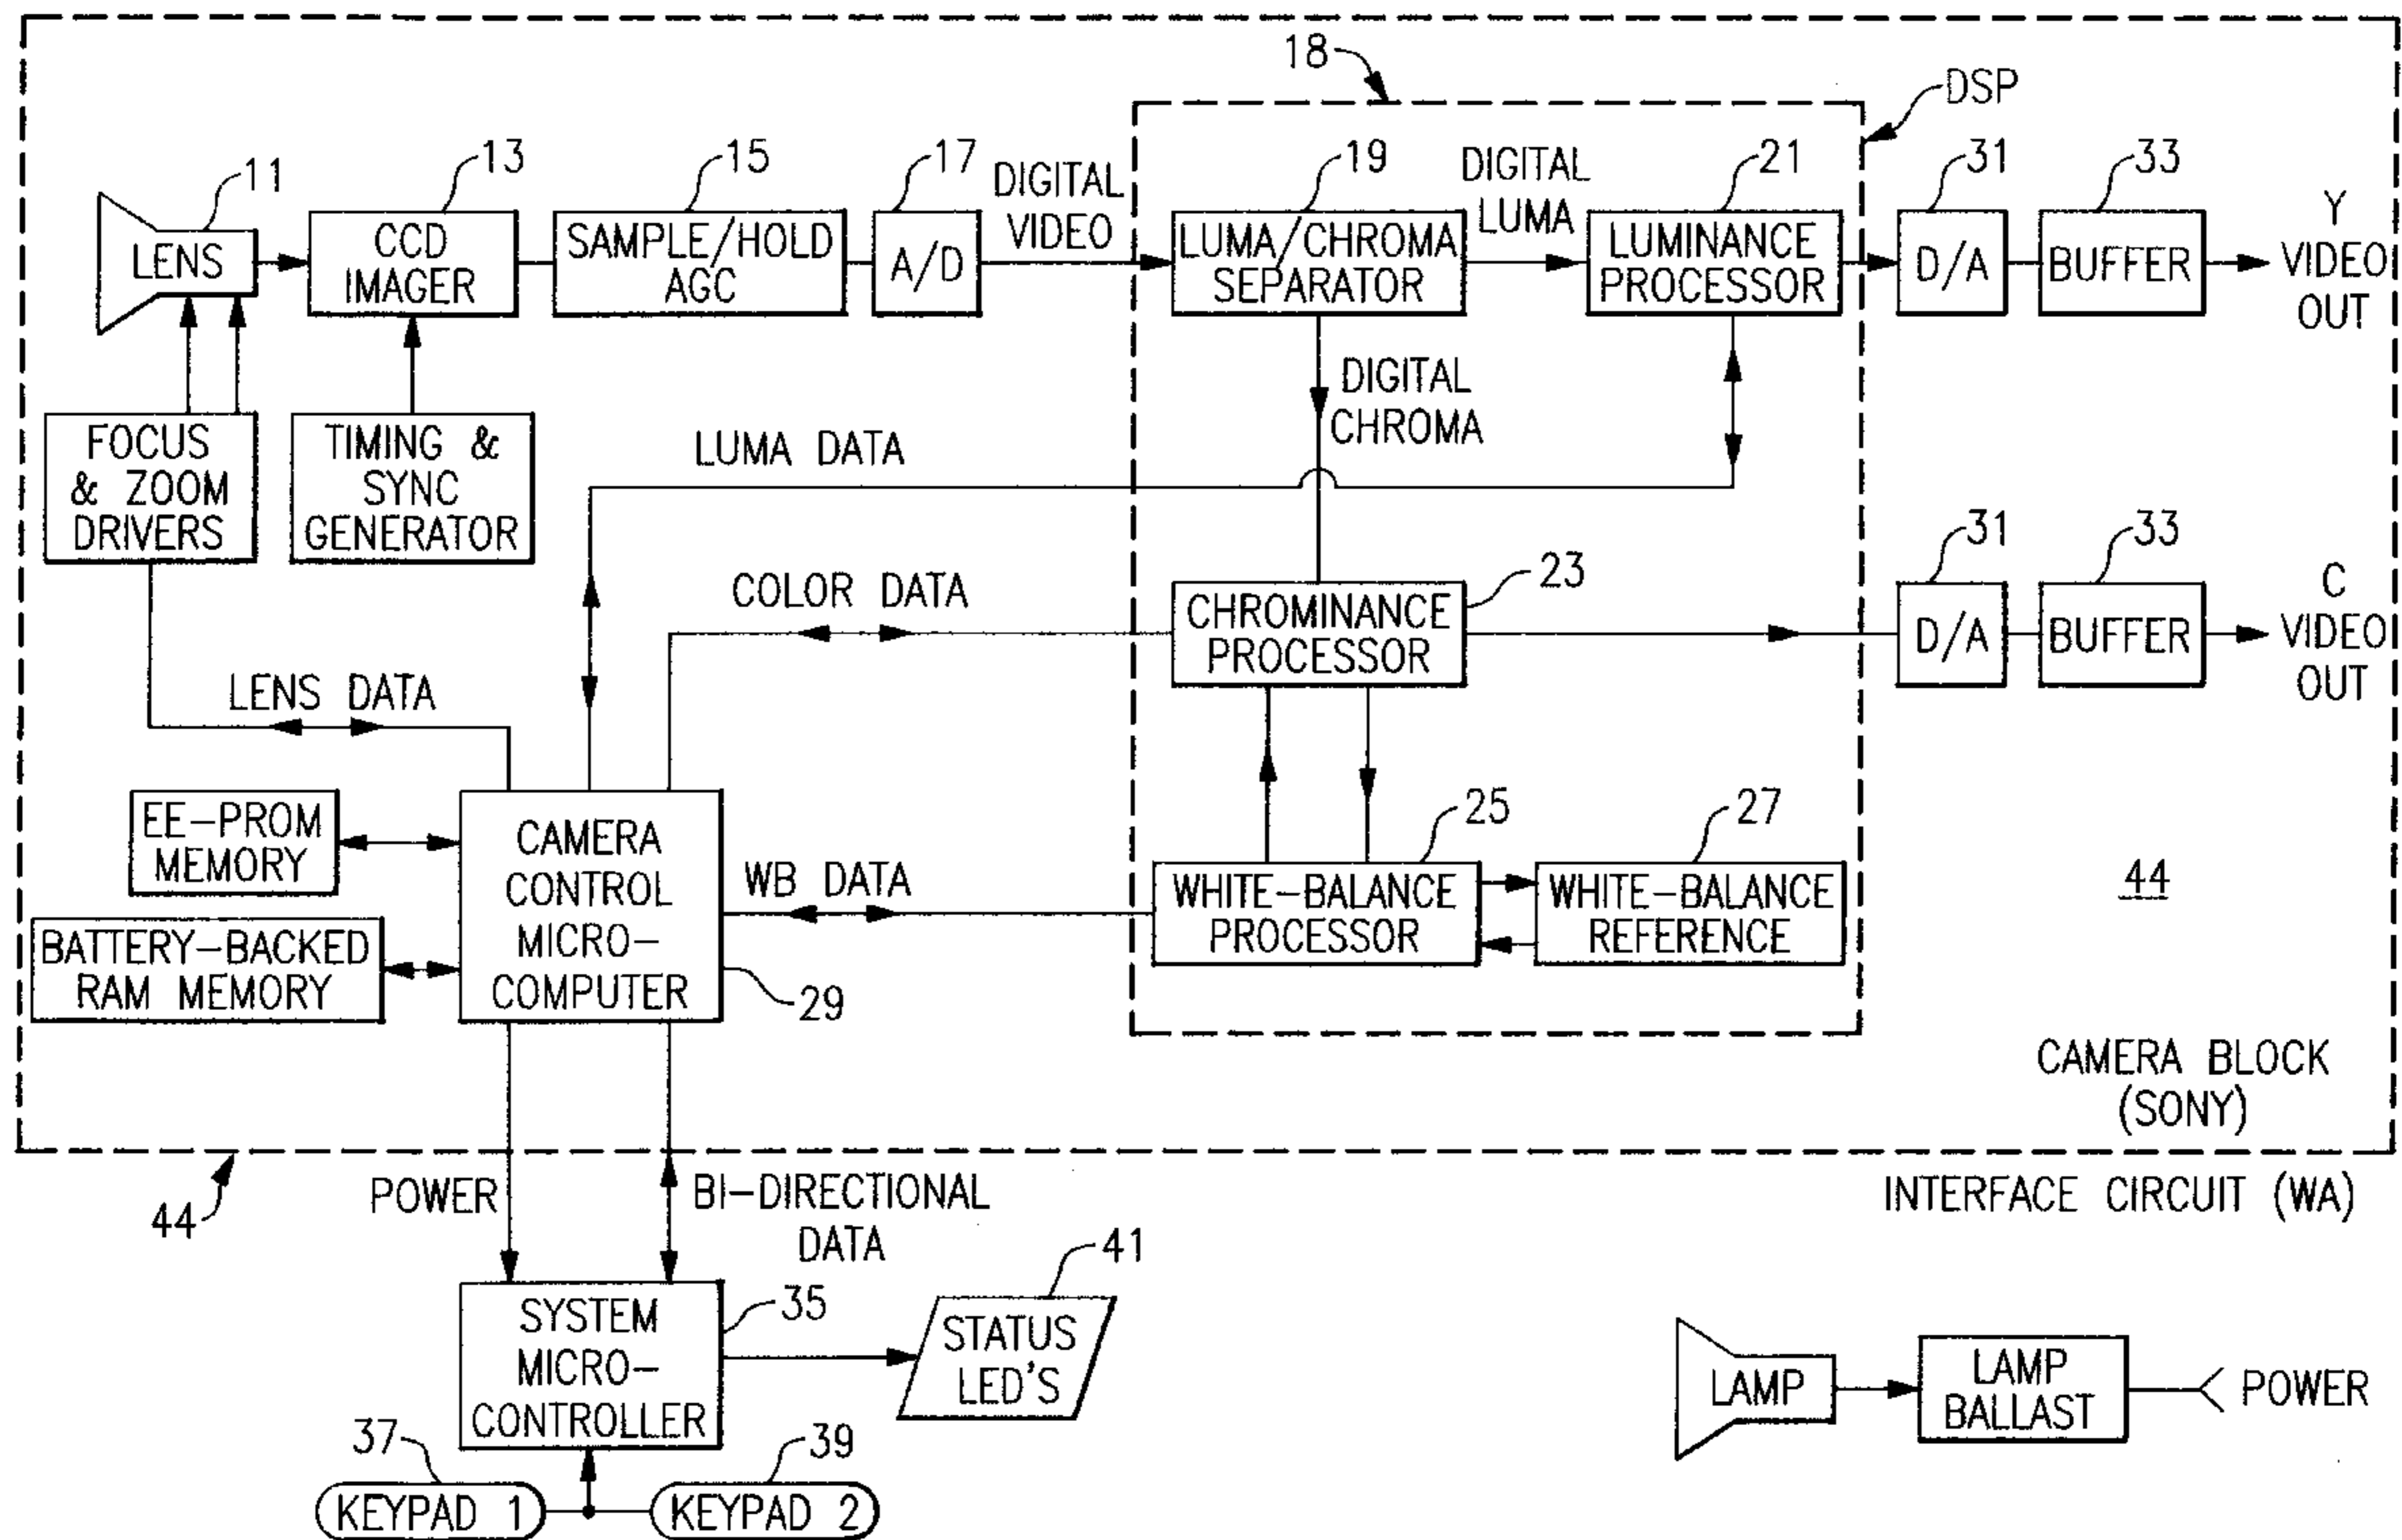 18
DSP
11
13
15
17
DIGITAL
VIDEO
19
DIGITAL
LUMA
21
31
33
LENS
CCD
IMAGER
SAMPLE/HOLD
AGC
A/D
LUMA/CHROMA
SEPARATOR
LUMINANCE
PROCESSOR
D/A
BUFFER
Y
VIDEO
OUT
DIGITAL
CHROMA
FOCUS
& ZOOM
DRIVERS
TIMING &
SYNC
GENERATOR
LUMA DATA
COLOR DATA
CHROMINANCE
PROCESSOR
23
31
33
D/A
BUFFER
C
VIDEO
OUT
LENS DATA
EE-PROM
MEMORY
BATTERY-BACKED
RAM MEMORY
CAMERA
CONTROL
MICRO-
COMPUTER
29
WB DATA
25
27
WHITE-BALANCE
PROCESSOR
WHITE-BALANCE
REFERENCE
44
CAMERA BLOCK
(SONY)
44
POWER
BI-DIRECTIONAL
DATA
INTERFACE CIRCUIT (WA)
SYSTEM
MICRO-
CONTROLLER
35
41
STATUS
LED'S
LAMP
LAMP
BALLAST
POWER
37
39
KEYPAD 1
KEYPAD 2